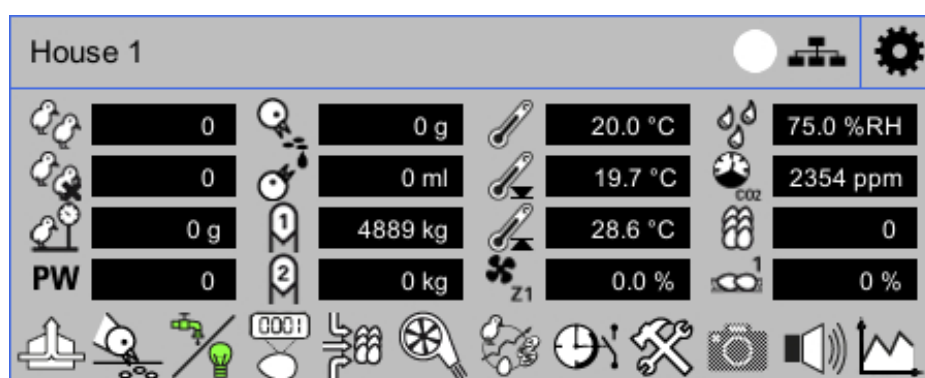 House 1
0 0 g 20.0 °C 75.0 %RH
0 0 ml 19.7 °C 2354 ppm
CO2
0 g 1 4889 kg 28.6 °C 0
PW 0 2 0 kg Z1 0.0 % 1 0 %
0001